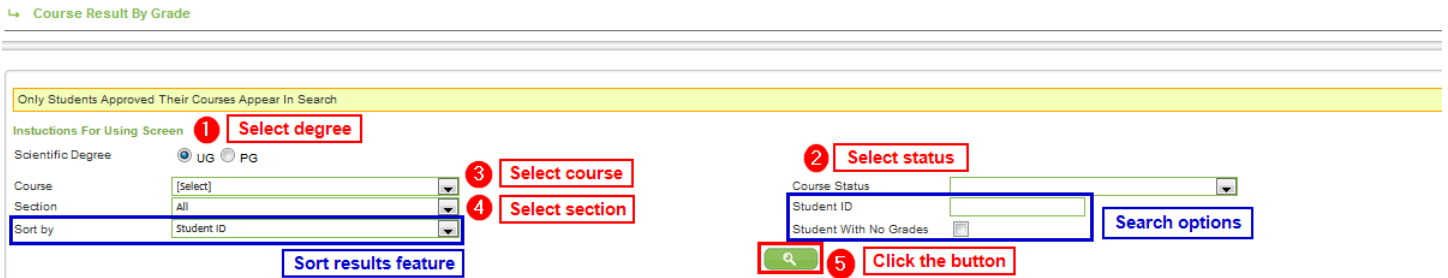 Course Result By Grade
Only Students Approved Their Courses Appear In Search
Instuctions For Using Screen 1 Select degree
Scientific Degree UG PG
2 Select status
Course [Select] 3 Select course
Course Status
Section All 4 Select section
Student ID
Sort by Student ID
Student With No Grades
Search options
Sort results feature
5 Click the button